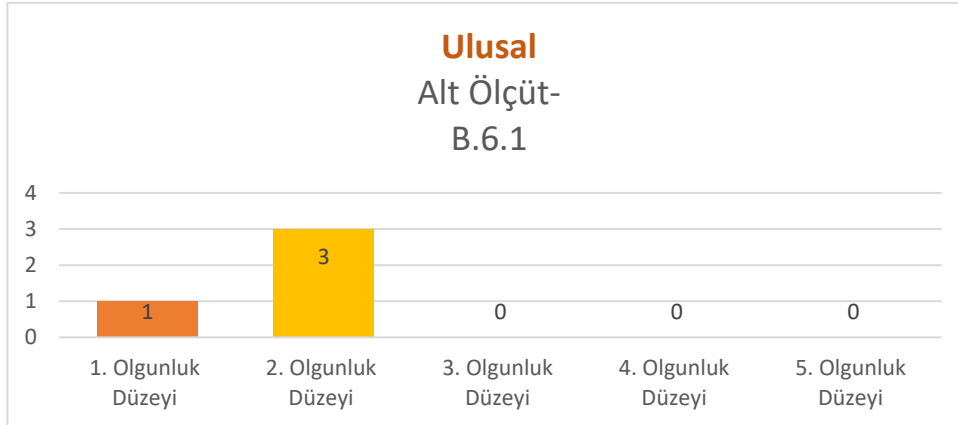 Ulusal
Alt Ölçüt-
B.6.1
4
3
2
1
0
1
3
0
0
0
1. Olgunluk
Düzeyi
2. Olgunluk
Düzeyi
3. Olgunluk
Düzeyi
4. Olgunluk
Düzeyi
5. Olgunluk
Düzeyi